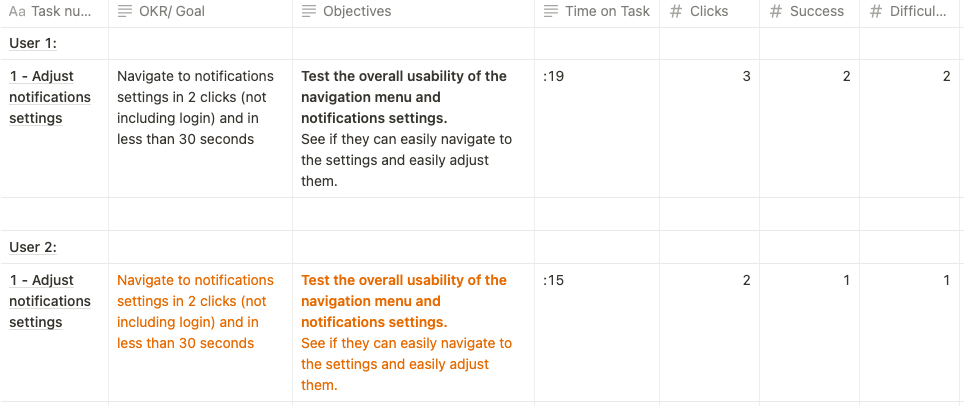 Aa Task nu... OKR/ Goal Objectives Time on Task # Clicks # Success # Difficul...
User 1:
1 - Adjust notifications settings
Navigate to notifications
settings in 2 clicks (not
including login) and in
less than 30 seconds
Test the overall usability of the
navigation menu and
notifications settings.
See if they can easily navigate to
the settings and easily adjust
them.
:19 3 2 2
User 2:
1 - Adjust
notifications
settings
Navigate to notifications
settings in 2 clicks (not
including login) and in
less than 30 seconds
Test the overall usability of the
navigation menu and
notifications settings.
See if they can easily navigate to
the settings and easily adjust
them.
:15 2 1 1